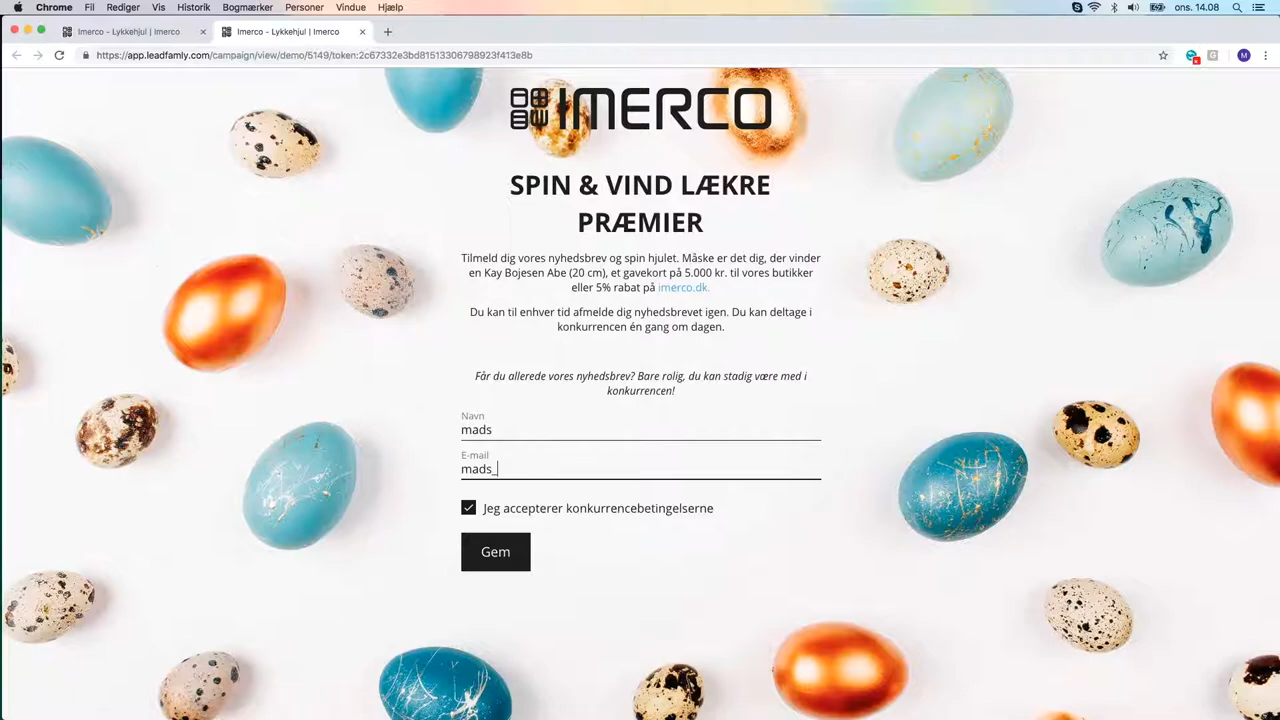 Chrome Fil Rediger Vis Historik Bogmærker Personer Vindue Hjælp ons. 14.08
Imerco - Lykkehjul | Imerco Imerco - Lykkehjul | Imerco
https://app.leadfamly.com/campaign/view/demo/5149/token:2c67332e3bd81513306798923f413e8b M
IMERCO
SPIN & VIND LÆKRE
PRÆMIER
Tilmeld dig vores nyhedsbrev og spin hjulet. Måske er det dig, der vinder
en Kay Bojesen Abe (20 cm), et gavekort på 5.000 kr. til vores butikker
eller 5% rabat på imerco.dk.
Du kan til enhver tid afmelde dig nyhedsbrevet igen. Du kan deltage i
konkurrencen én gang om dagen.
Får du allerede vores nyhedsbrev? Bare rolig, du kan stadig være med i
konkurrencen!
Navn
mads
E-mail
mads_
Jeg accepterer konkurrencebetingelserne
Gem